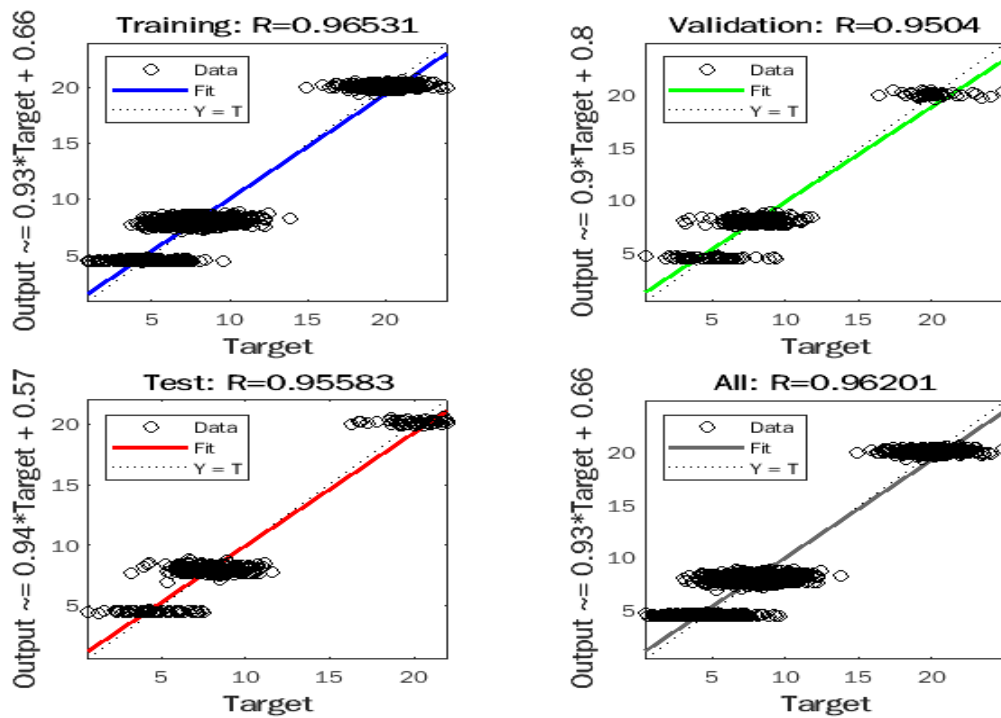 Training: R=0.96531
Output ~= 0.93*Target + 0.66
20
15
10
5
Data
Fit
Y = T
5
10
15
20
Target
Validation: R=0.9504
Output ~= 0.9*Target + 0.8
20
15
10
5
Data
Fit
Y = T
5
10
15
20
Target
Test: R=0.95583
Output ~= 0.94*Target + 0.57
20
15
10
5
Data
Fit
Y = T
5
10
15
20
Target
All: R=0.96201
Output ~= 0.93*Target + 0.66
20
15
10
5
Data
Fit
Y = T
5
10
15
20
Target